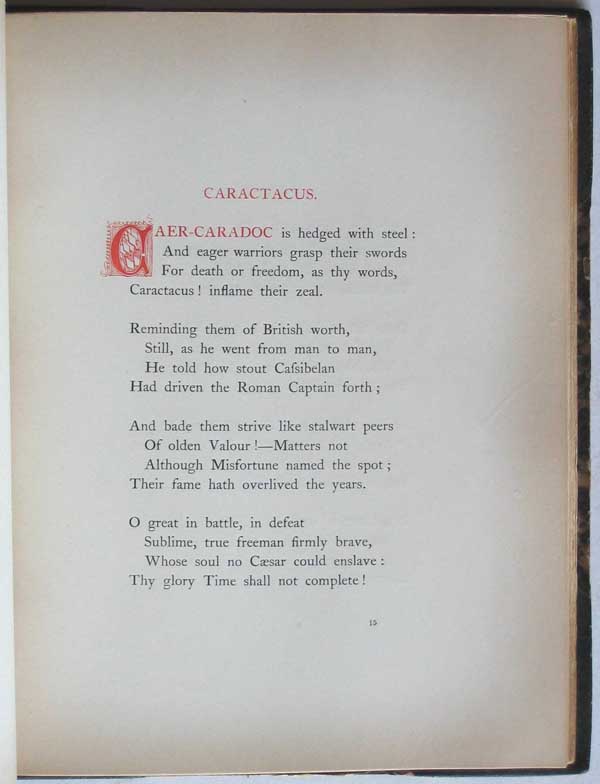 CARACTACUS.
CAER-CARADOC is hedged with steel :
And eager warriors grasp their swords
For death or freedom, as thy words,
Caractacus ! inflame their zeal.
Reminding them of British worth,
Still, as he went from man to man,
He told how stout Caſsibelan
Had driven the Roman Captain forth ;
And bade them strive like stalwart peers
Of olden Valour !—Matters not
Although Misfortune named the spot ;
Their fame hath overlived the years.
O great in battle, in defeat
Sublime, true freeman firmly brave,
Whose soul no Cæsar could enslave :
Thy glory Time shall not complete !
15